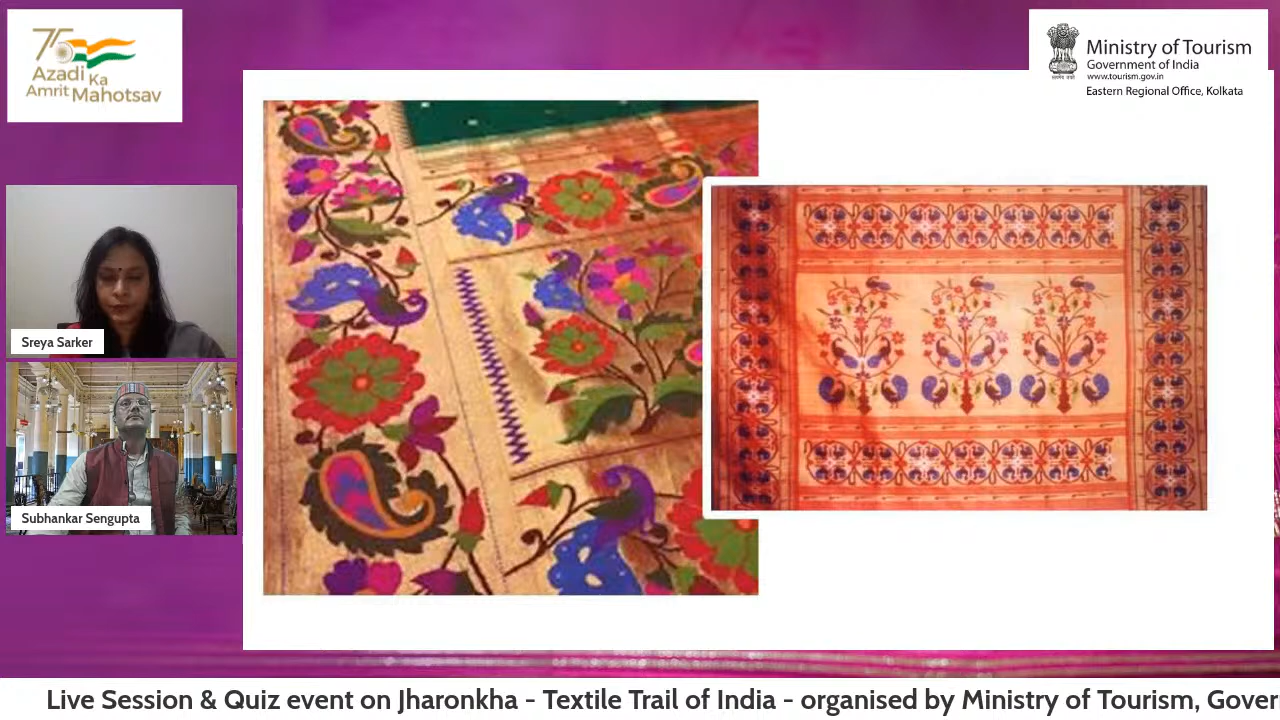 75
Azadi Ka
Amrit Mahotsav
Ministry of Tourism
Government of India
www.tourism.gov.in
Eastern Regional Office, Kolkata
Sreya Sarker
Subhankar Sengupta
Live Session & Quiz event on Jharonkha - Textile Trail of India - organised by Ministry of Tourism, Gover